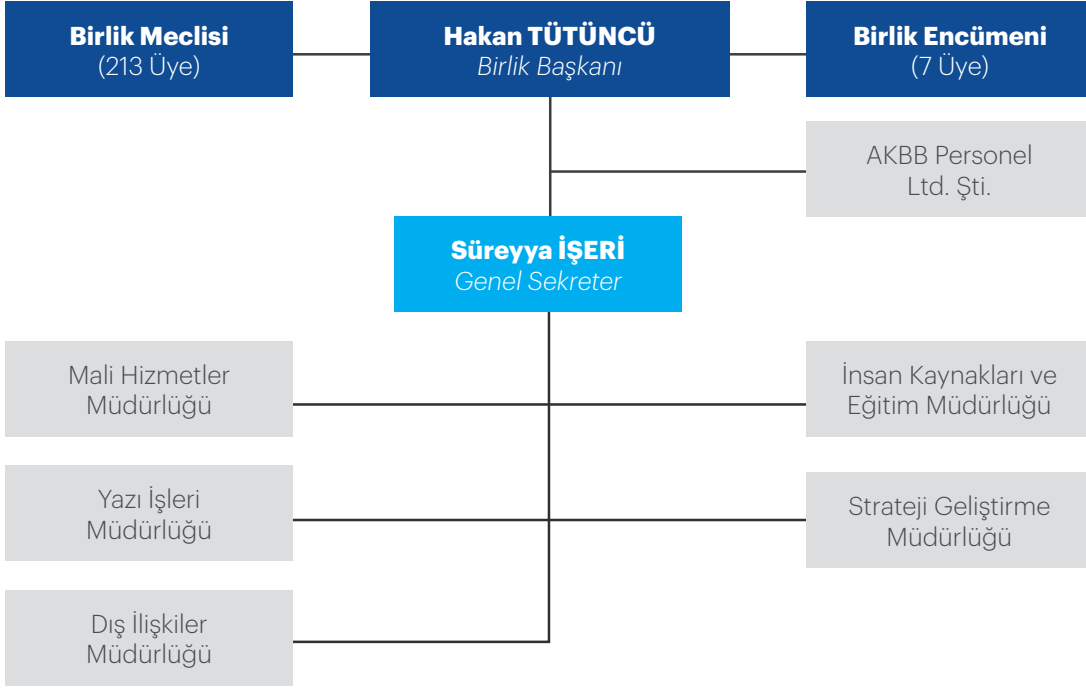 Birlik Meclisi
(213 Üye)
Hakan TÜTÜNCÜ
Birlik Başkanı
Birlik Encümeni
(7 Üye)
AKBB Personel
Ltd. Şti.
Süreyya İŞERİ
Genel Sekreter
Mali Hizmetler
Müdürlüğü
İnsan Kaynakları ve
Eğitim Müdürlüğü
Yazı İşleri
Müdürlüğü
Strateji Geliştirme
Müdürlüğü
Dış İlişkiler
Müdürlüğü